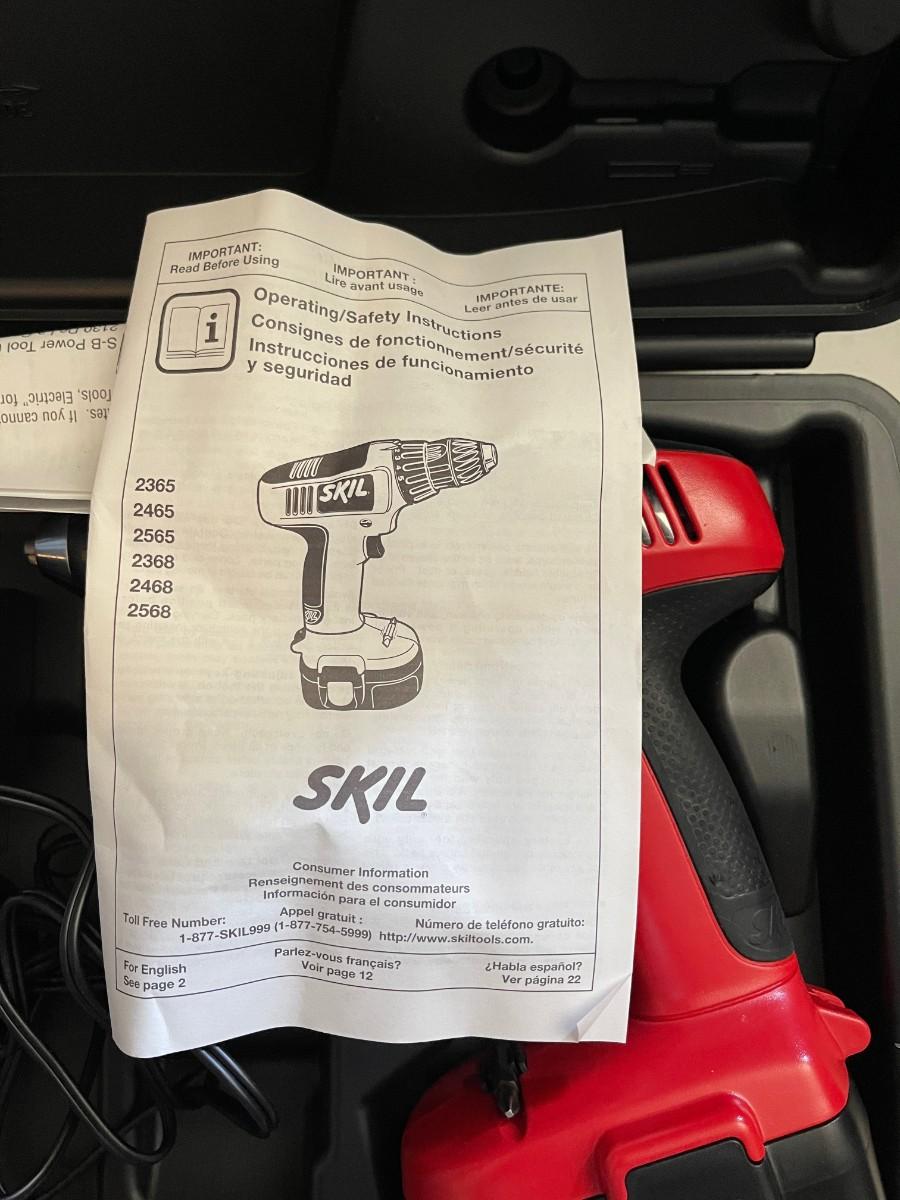 IMPORTANT:
Read Before Using
IMPORTANT :
Lire avant usage
IMPORTANTE:
Leer antes de usar
Operating/Safety Instructions
Consignes de fonctionnement/sécurité
Instrucciones de funcionamiento
y seguridad
2365
2465
2565
2368
2468
2568
SKIL
SKIL
SKIL®
Consumer Information
Renseignement des consommateurs
Información para el consumidor
Toll Free Number:
Appel gratuit :
Número de teléfono gratuito:
1-877-SKIL999 (1-877-754-5999) http://www.skiltools.com.
For English
See page 2
Parlez-vous français?
Voir page 12
¿Habla español?
Ver página 22
tes. If you canno
Tools, Electric" for
S-B Power Tool
2130